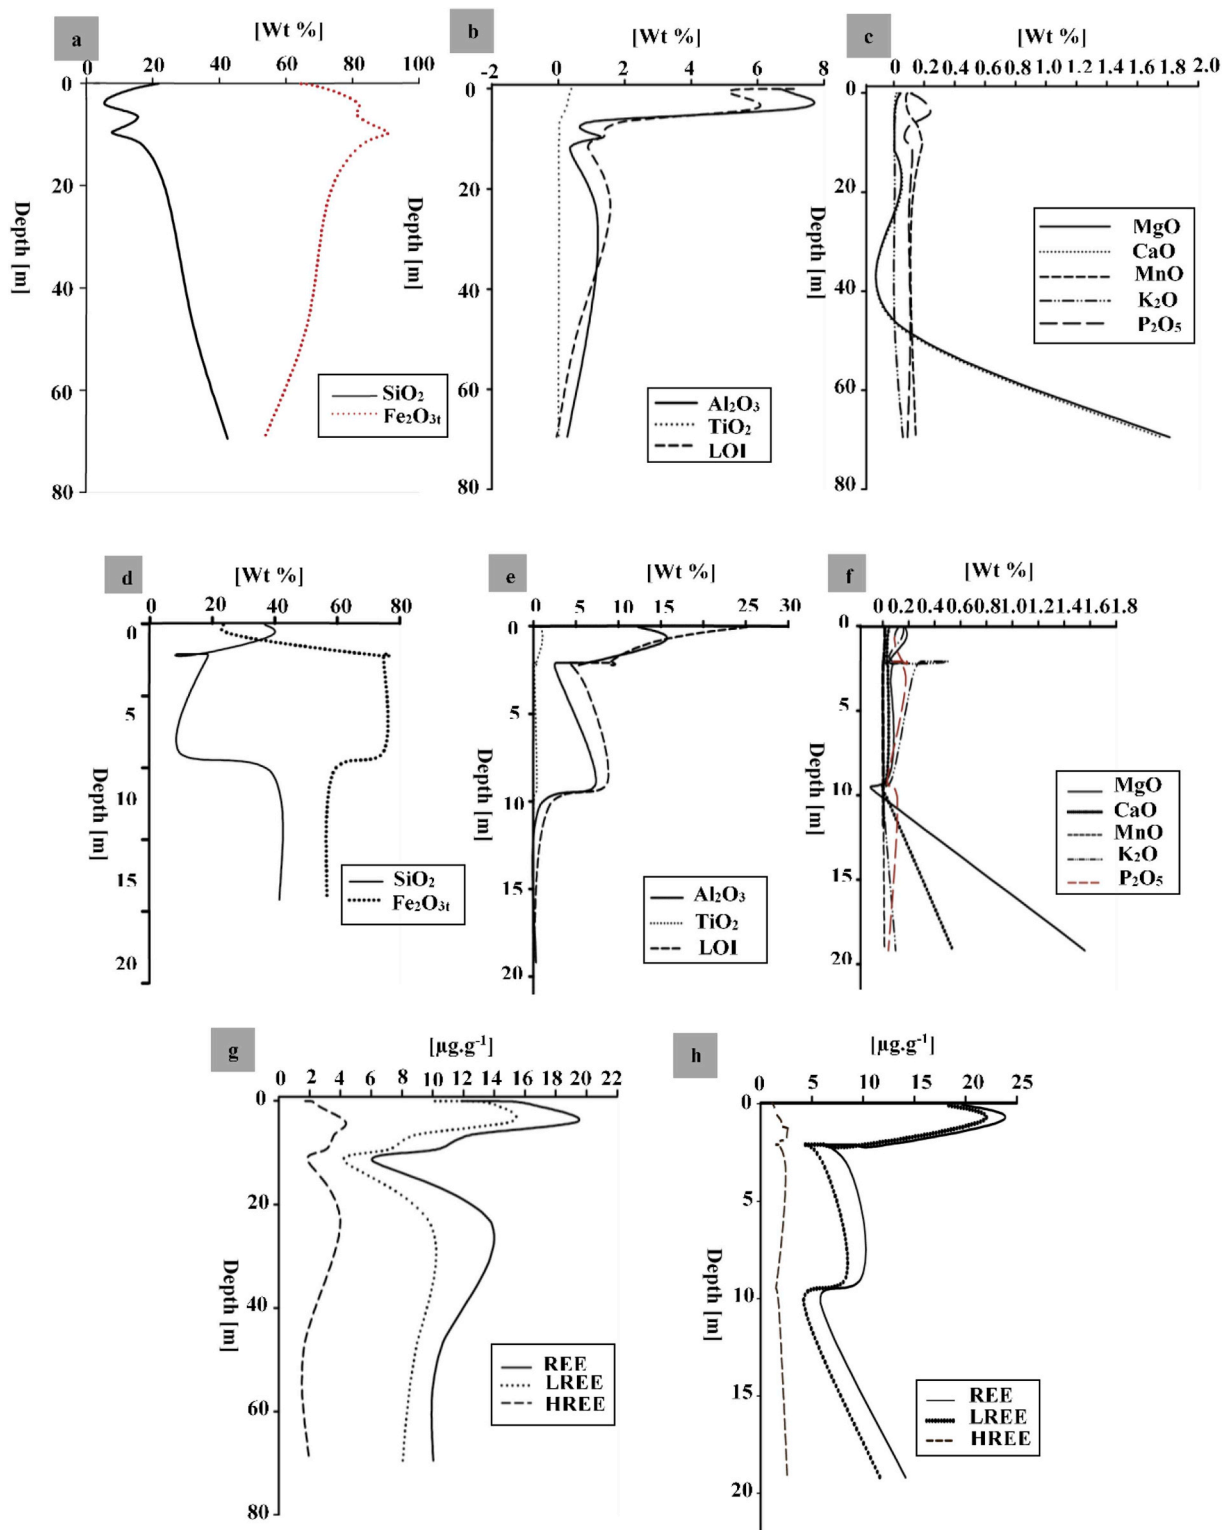 a
[Wt %]
0 20 40 60 80 100
0
20
40
60
80
Depth [m]
SiO₂
Fe₂O₃t
b
[Wt %]
-2 0 2 4 6 8
0
20
40
60
80
Depth [m]
Al₂O₃
TiO₂
LOI
c
[Wt %]
0 0.2 0.4 0.6 0.8 1.0 1.2 1.4 1.6 1.8 2.0
0
20
40
60
80
Depth [m]
MgO
CaO
MnO
K₂O
P₂O₅
d
[Wt %]
0 20 40 60 80
0
5
10
15
20
Depth [m]
SiO₂
Fe₂O₃t
e
[Wt %]
0 5 10 15 25 30
0
5
10
15
20
Depth [m]
Al₂O₃
TiO₂
LOI
f
[Wt %]
0 0.2 0.4 0.6 0.8 1.0 1.2 1.4 1.6 1.8
0
5
10
15
20
Depth [m]
MgO
CaO
MnO
K₂O
P₂O₅
g
[µg.g⁻¹]
0 2 4 6 8 10 12 14 16 18 20 22
0
20
40
60
80
Depth [m]
REE
LREE
HREE
h
[µg.g⁻¹]
0 5 10 15 20 25
0
5
10
15
20
Depth [m]
REE
LREE
HREE